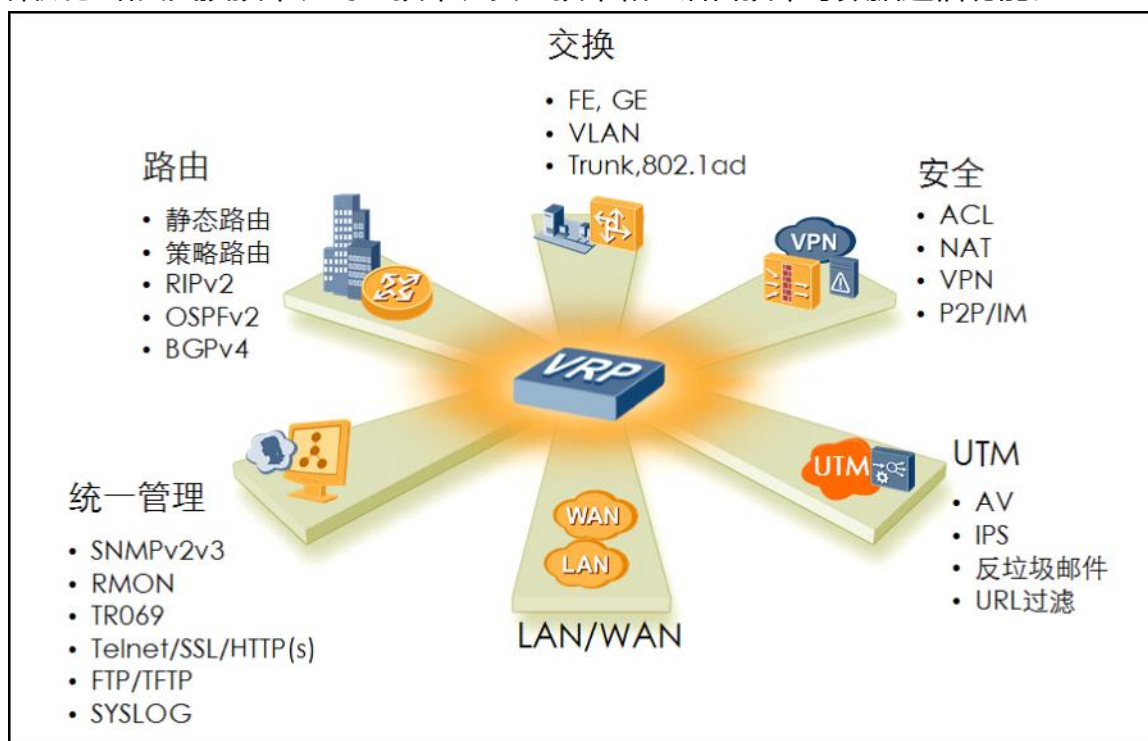 交换
• FE, GE
• VLAN
• Trunk,802.1ad
路由
• 静态路由
• 策略路由
• RIPv2
• OSPFv2
• BGPv4
安全
• ACL
• NAT
• VPN
• P2P/IM
VPN
VRP
统一管理
• SNMPv2v3
• RMON
• TR069
• Telnet/SSL/HTTP(s)
• FTP/TFTP
• SYSLOG
WAN
LAN
LAN/WAN
UTM
UTM
• AV
• IPS
• 反垃圾邮件
• URL过滤